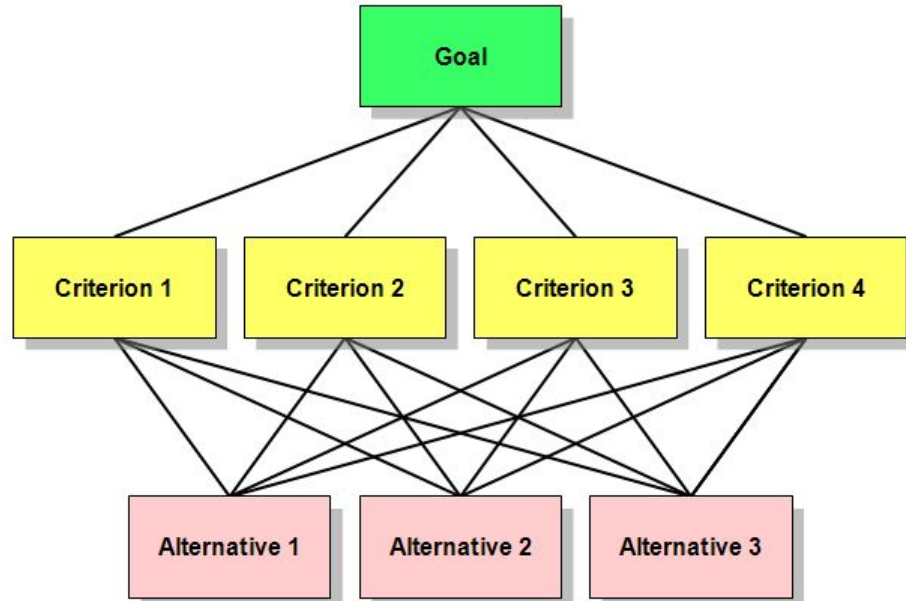 Goal
Criterion 1
Criterion 2
Criterion 3
Criterion 4
Alternative 1
Alternative 2
Alternative 3